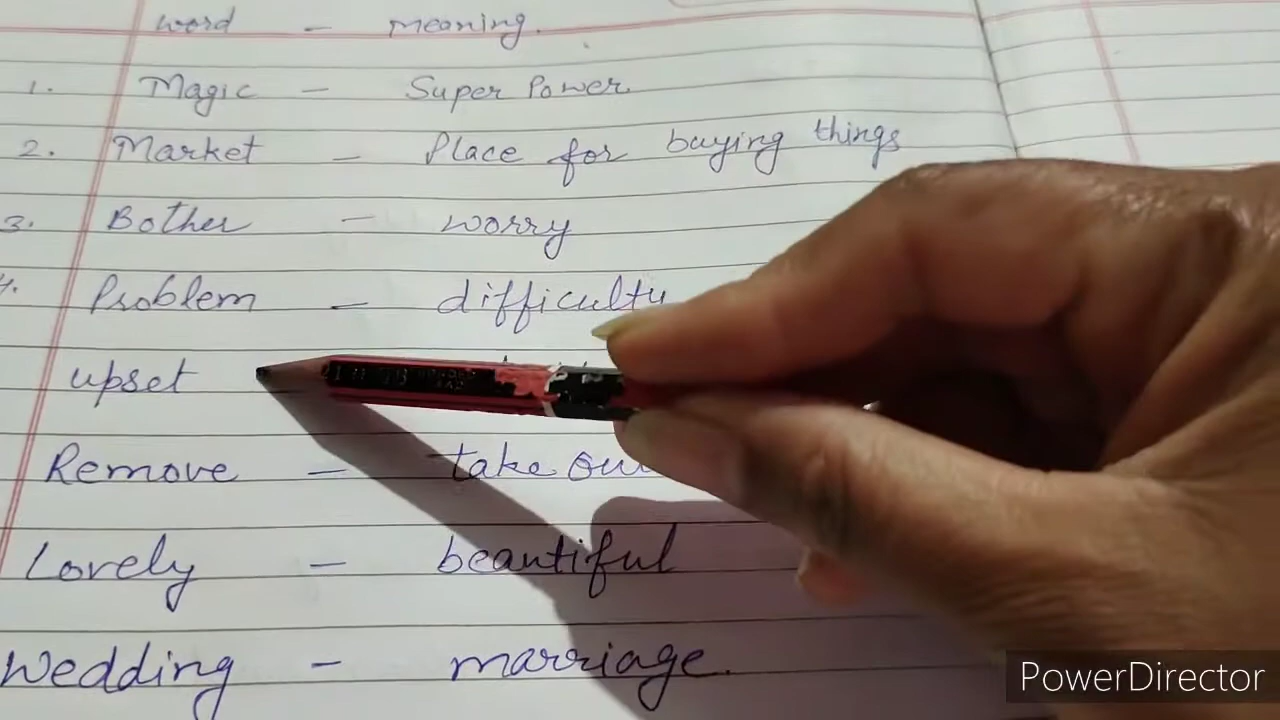 word - meaning.
1. Magic - Super Power.
2. Market - Place for buying things
3. Bother - worry
4. Problem - difficulty
upset
Remove - take out
Lovely - beautiful
Wedding - marriage.
PowerDirector